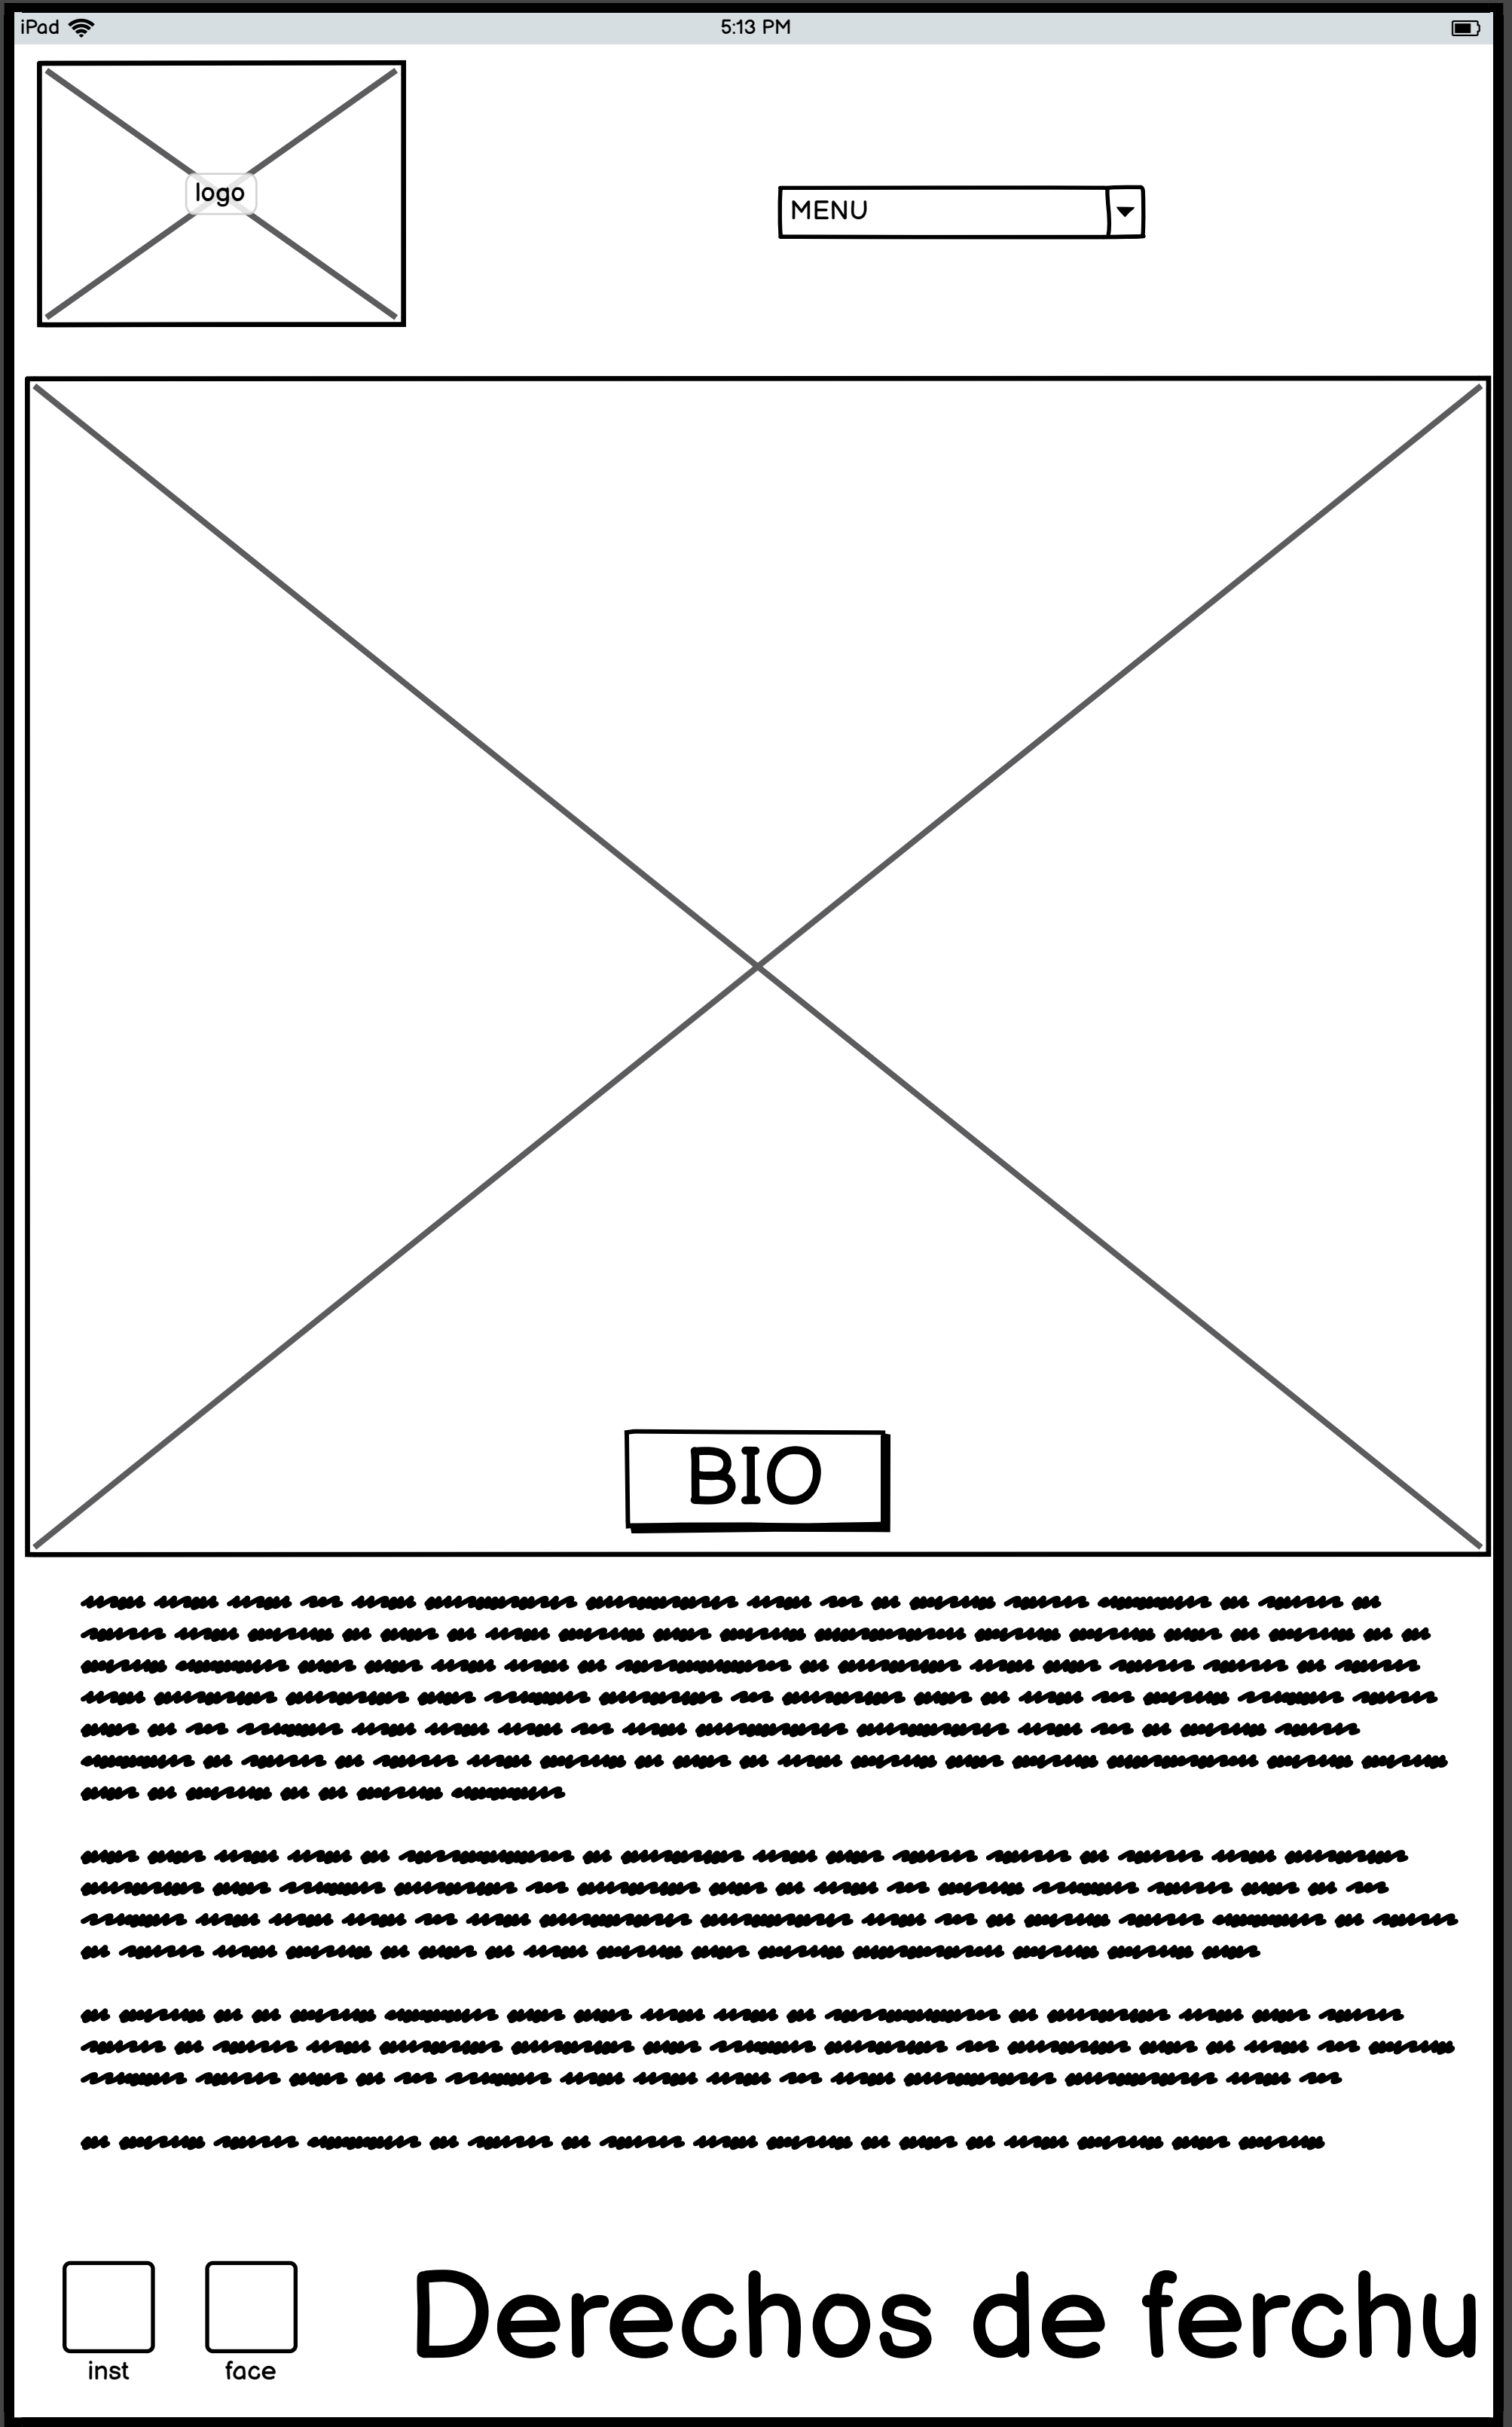 iPad
5:13 PM
logo
MENU
BIO
inst
face
Derechos de ferchu